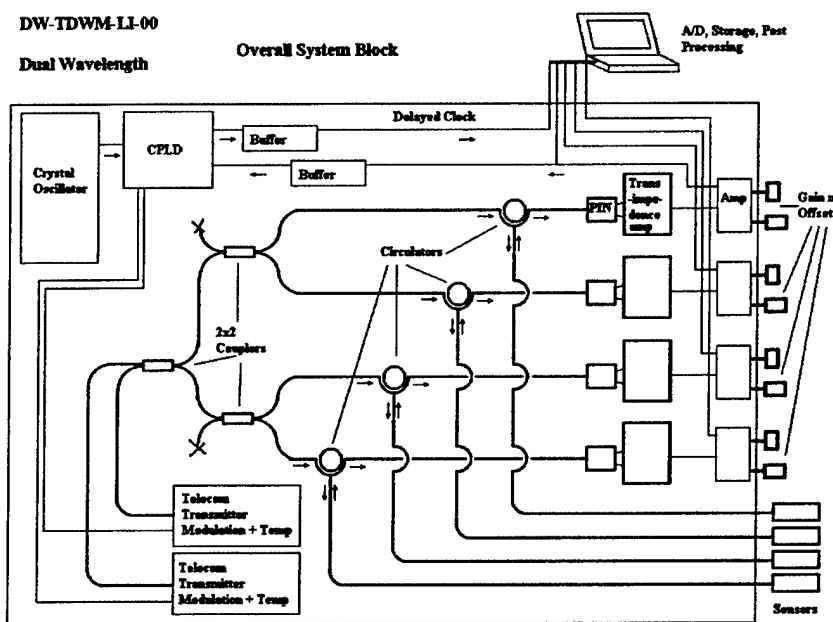 DW-TDWM-LI-00
Dual Wavelength
Overall System Block
A/D, Storage, Post
Processing
Crystal
Oscillator
CPLD
Buffer
Delayed Clock
Buffer
PIN
Trans
-impe-
dence
amp
Amp
Gain n
Offset
Circulators
2x2
Couplers
Telecom
Transmitter
Modulation + Temp
Telecom
Transmitter
Modulation + Temp
Sensors